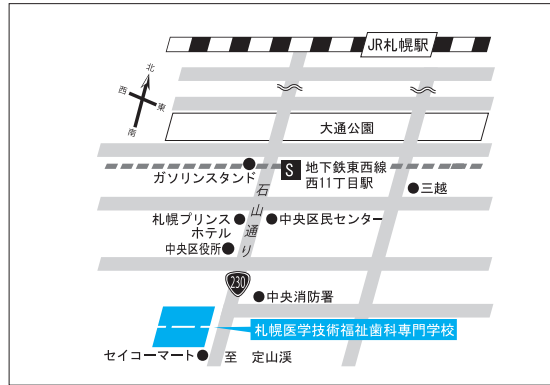 JR札幌駅
北
西
東
南
大通公園
S
地下鉄東西線
西11丁目駅
ガソリンスタンド
三越
石山通り
札幌プリンス
ホテル
中央区民センター
中央区役所
230
中央消防署
札幌医学技術福祉歯科専門学校
セイコーマート
至 定山渓